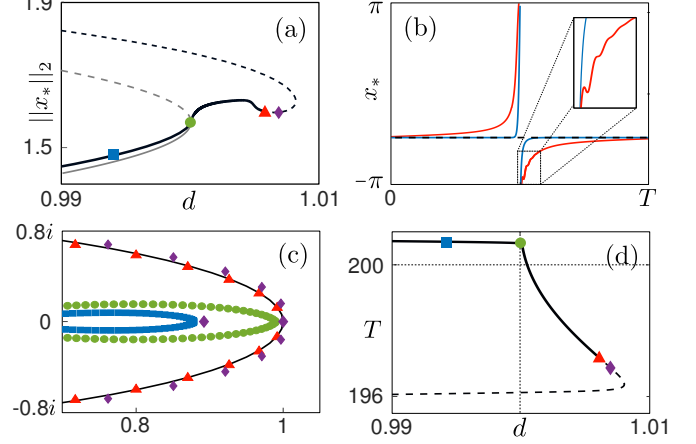 1.9
(a)
||x*||₂
1.5
0.99
d
1.01
π
(b)
x*
−π
0
T
0.8i
(c)
0
-0.8i
0.8
1
(d)
200
T
196
0.99
d
1.01